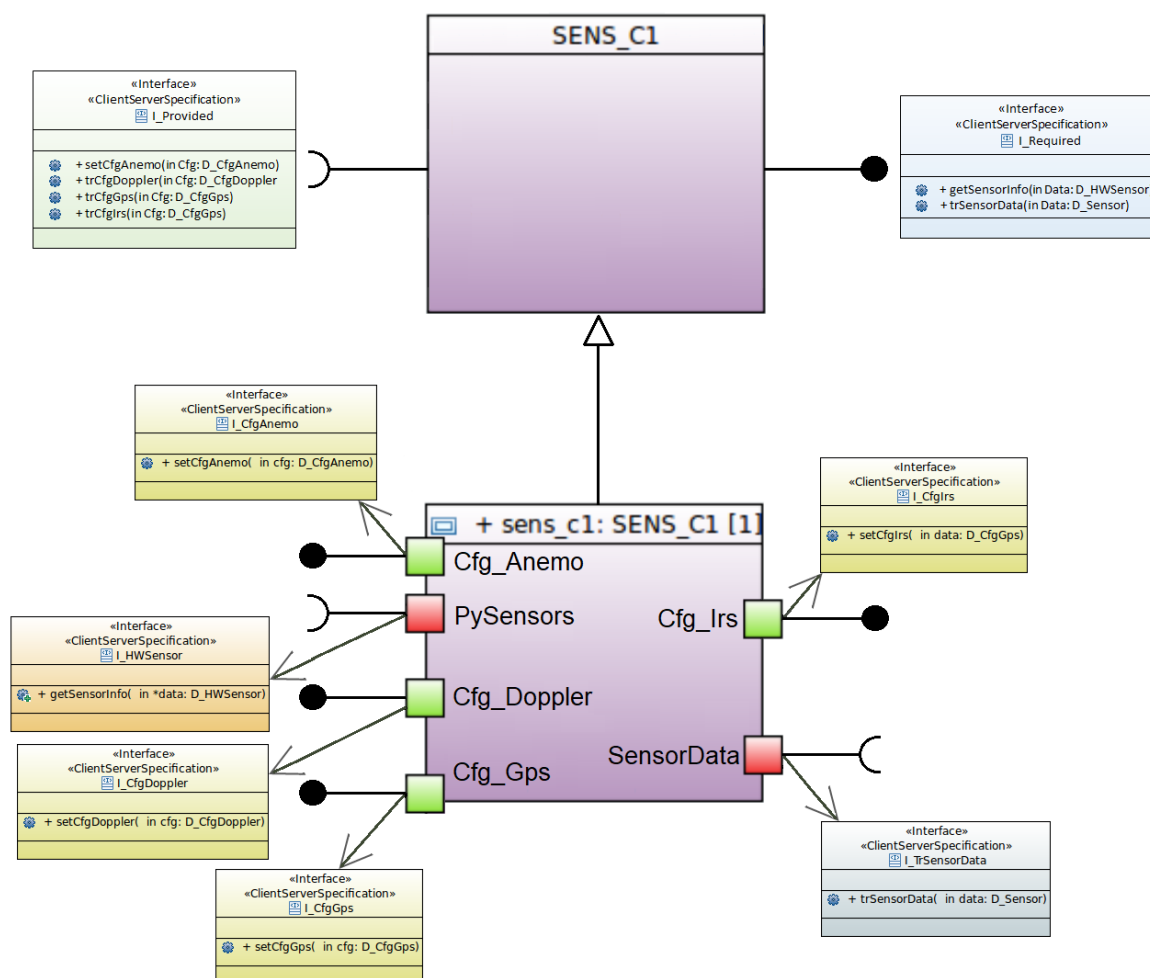 SENS_C1
«Interface»
«ClientServerSpecification»
I_Provided
+ setCfgAnemo(in Cfg: D_CfgAnemo)
+ trCfgDoppler(in Cfg: D_CfgDoppler
+ trCfgGps(in Cfg: D_CfgGps)
+ trCfgIrs(in Cfg: D_CfgGps)
«Interface»
«ClientServerSpecification»
I_Required
+ getSensorInfo(in Data: D_HWSensor
+ trSensorData(in Data: D_Sensor)
«Interface»
«ClientServerSpecification»
I_CfgAnemo
+ setCfgAnemo( in cfg: D_CfgAnemo)
«Interface»
«ClientServerSpecification»
I_CfgIrs
+ setCfgIrs( in data: D_CfgGps)
+ sens_c1: SENS_C1 [1]
Cfg_Anemo
PySensors
Cfg_Irs
Cfg_Doppler
SensorData
Cfg_Gps
«Interface»
«ClientServerSpecification»
I_HWSensor
+ getSensorInfo( in *data: D_HWSensor)
«Interface»
«ClientServerSpecification»
I_CfgDoppler
+ setCfgDoppler( in cfg: D_CfgDoppler)
«Interface»
«ClientServerSpecification»
I_TrSensorData
+ trSensorData( in data: D_Sensor)
«Interface»
«ClientServerSpecification»
I_CfgGps
+ setCfgGps( in cfg: D_CfgGps)